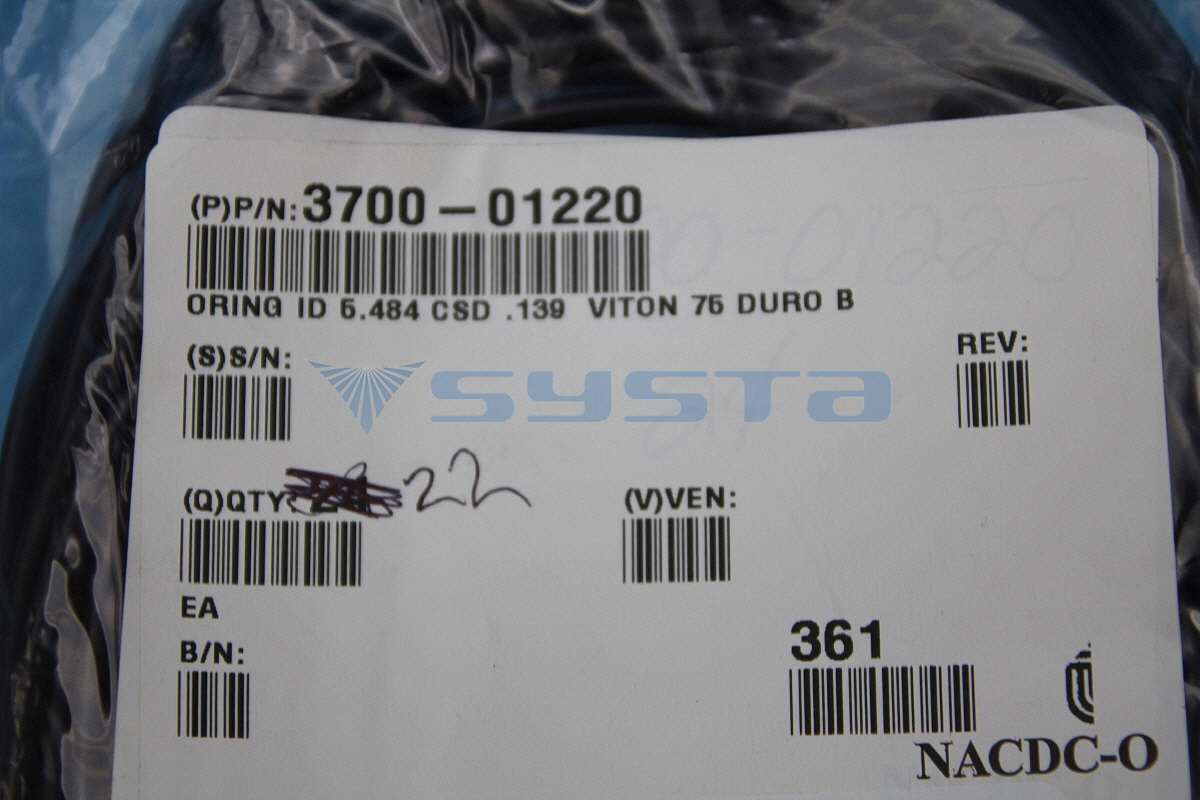 (P)P/N: 3700-01220
ORING ID 5.484 CSD .139 VITON 75 DURO B
(S)S/N:
REV:
systa
(Q)QTY: 22
(V)VEN:
EA
B/N:
361
NACDC-O